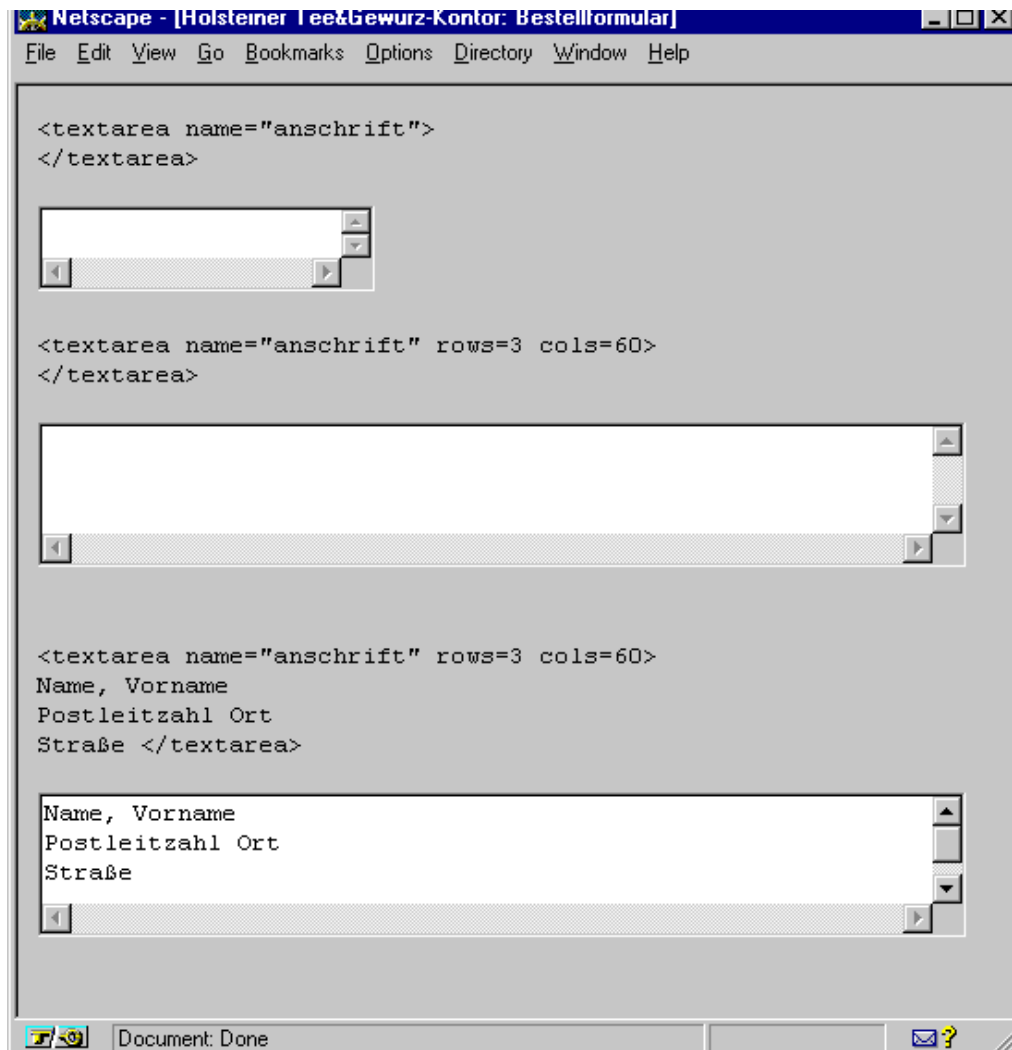 Netscape - [Holsteiner Tee&Gewürz-Kontor: Bestellformular]
File Edit View Go Bookmarks Options Directory Window Help
<textarea name="anschrift">
</textarea>
<textarea name="anschrift" rows=3 cols=60>
</textarea>
<textarea name="anschrift" rows=3 cols=60>
Name, Vorname
Postleitzahl Ort
Straße </textarea>
Name, Vorname
Postleitzahl Ort
Straße
Document: Done